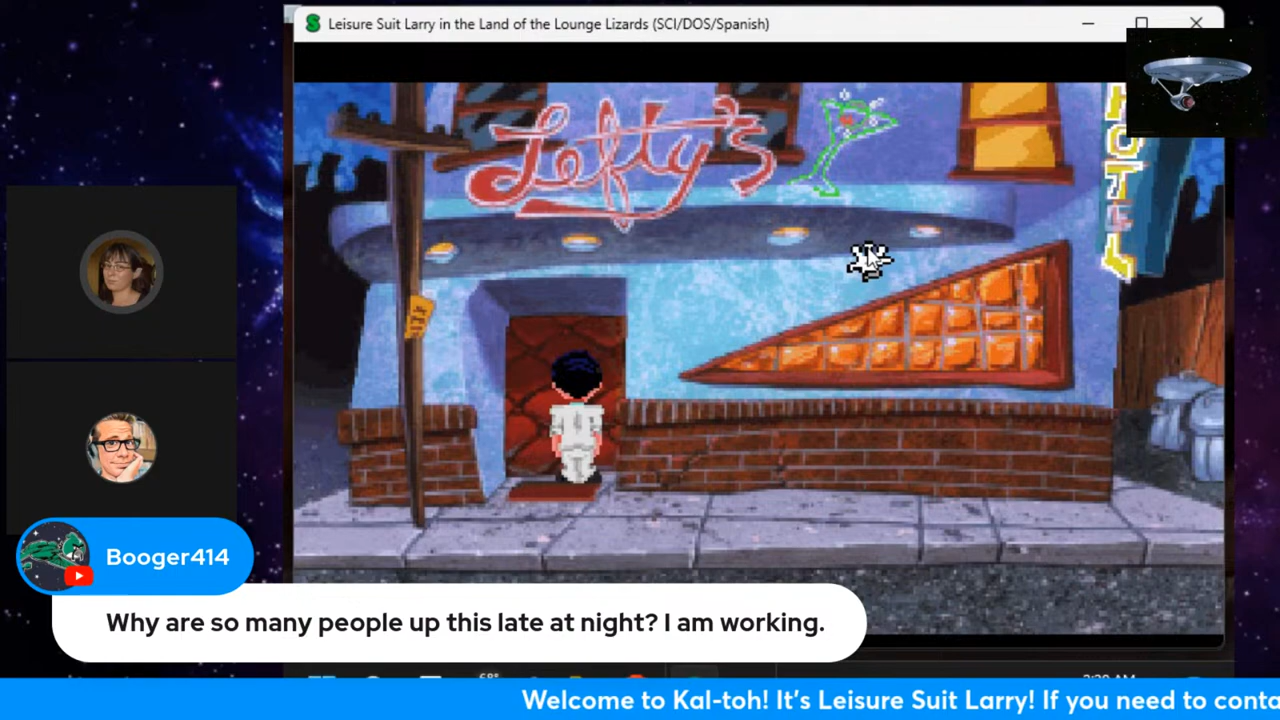 Leisure Suit Larry in the Land of the Lounge Lizards (SCI/DOS/Spanish)
Lefty's
HOTEL
Booger414
Why are so many people up this late at night? I am working.
68°
Welcome to Kal-toh! It's Leisure Suit Larry! If you need to conta